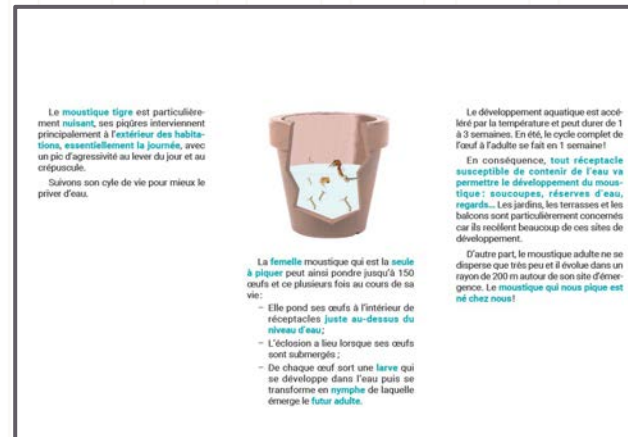 Le moustique tigre est particulière-
ment nuisant, ses piqûres interviennent
principalement à l'extérieur des habita-
tions, essentiellement la journée, avec
un pic d'agressivité au lever du jour et au
crépuscule.
Suivons son cyle de vie pour mieux le
priver d'eau.
La femelle moustique qui est la seule
à piquer peut ainsi pondre jusqu'à 150
œufs et ce plusieurs fois au cours de sa
vie :
– Elle pond ses œufs à l'intérieur de
réceptacles juste au-dessus du
niveau d'eau ;
– L'éclosion a lieu lorsque ses œufs
sont submergés ;
– De chaque œuf sort une larve qui
se développe dans l'eau puis se
transforme en nymphe de laquelle
émerge le futur adulte.
Le développement aquatique est accé-
léré par la température et peut durer de 1
à 3 semaines. En été, le cycle complet de
l'œuf à l'adulte se fait en 1 semaine !
En conséquence, tout réceptacle
susceptible de contenir de l'eau va
permettre le développement du mous-
tique : soucoupes, réserves d'eau,
regards... Les jardins, les terrasses et les
balcons sont particulièrement concernés
car ils recèlent beaucoup de ces sites de
développement.
D'autre part, le moustique adulte ne se
disperse que très peu et il évolue dans un
rayon de 200 m autour de son site d'émer-
gence. Le moustique qui nous pique est
né chez nous !